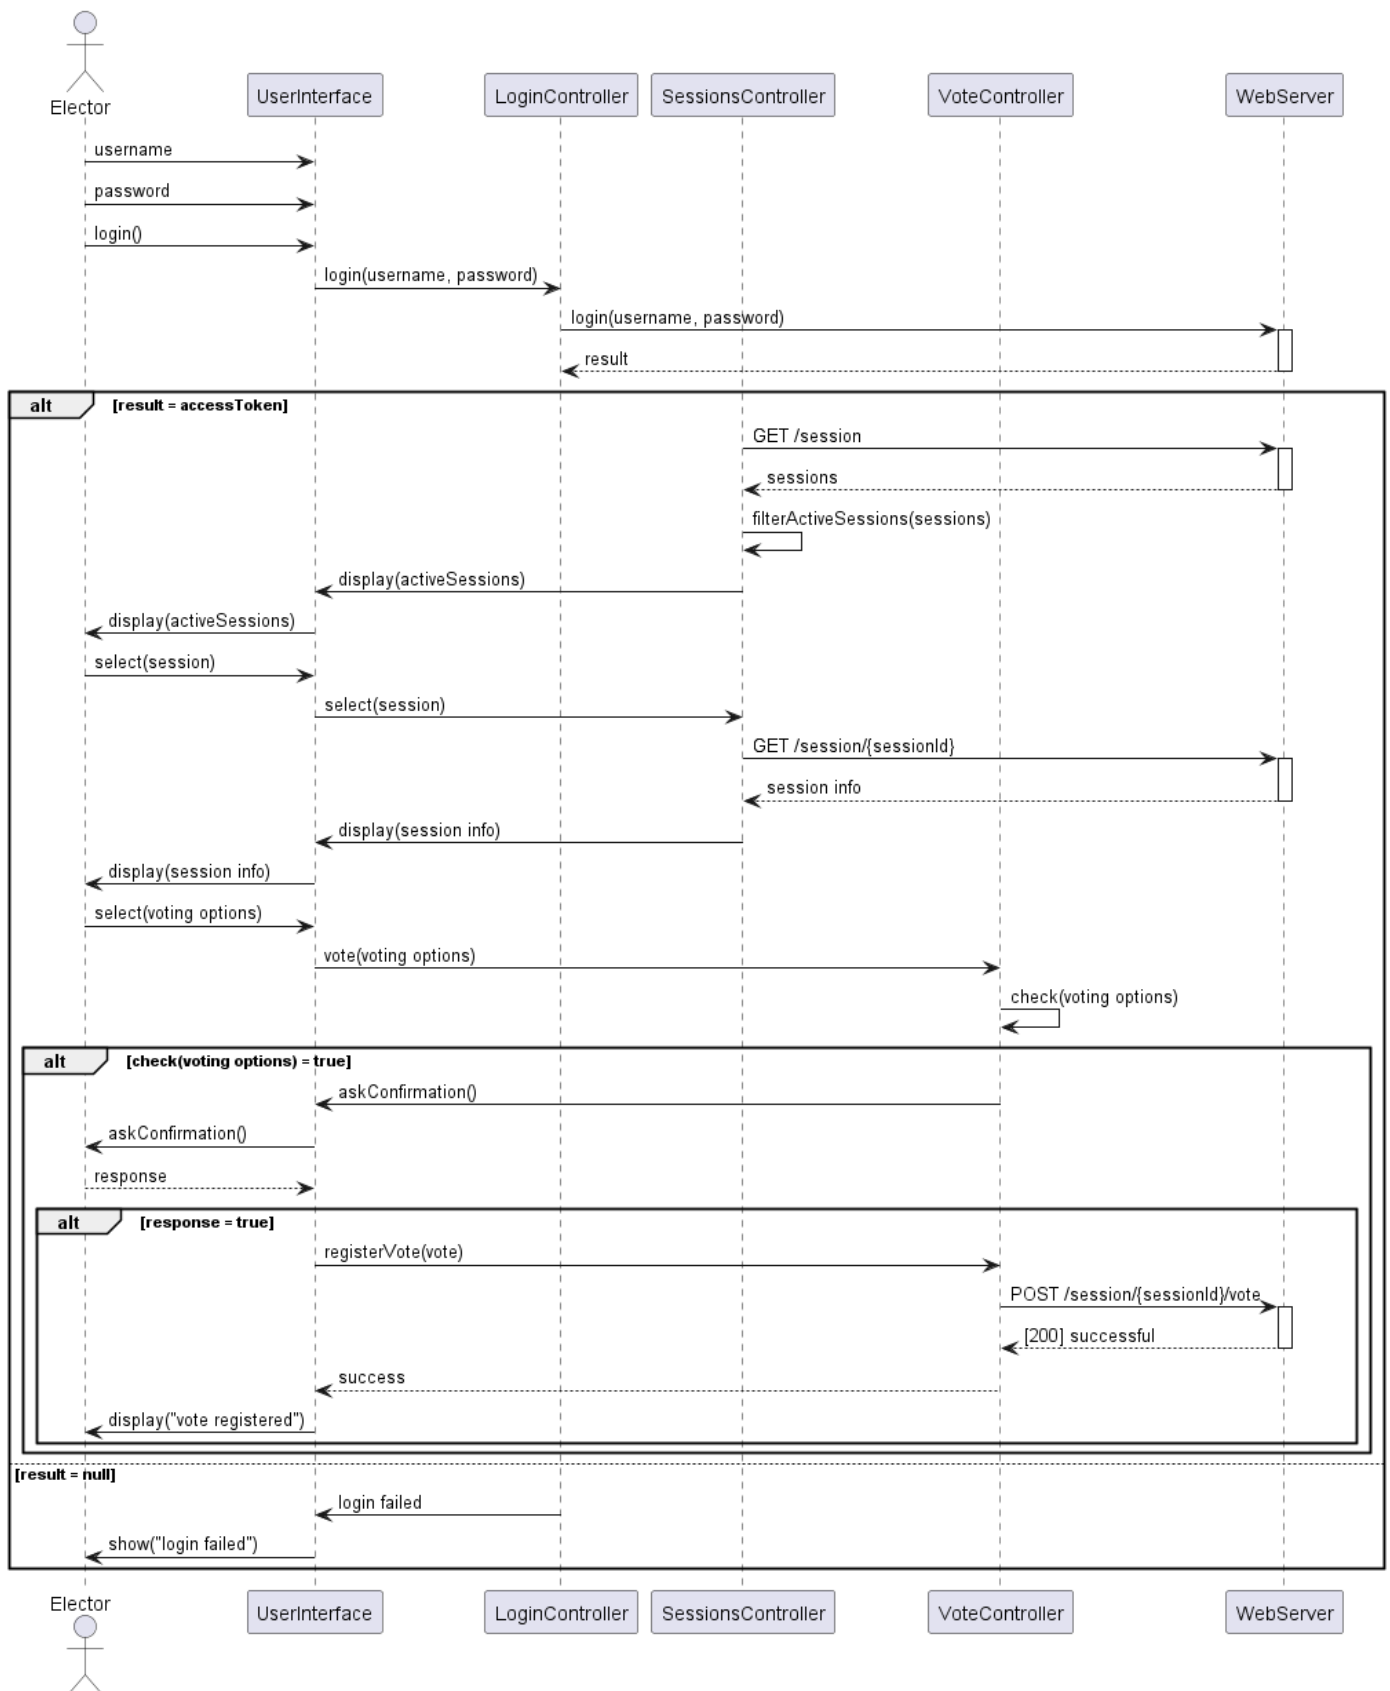 Elector
UserInterface
LoginController
SessionsController
VoteController
WebServer
username
password
login()
login(username, password)
login(username, password)
result
alt
[result = accessToken]
GET /session
sessions
filterActiveSessions(sessions)
display(activeSessions)
display(activeSessions)
select(session)
select(session)
GET /session/{sessionId}
session info
display(session info)
display(session info)
select(voting options)
vote(voting options)
check(voting options)
alt
[check(voting options) = true]
askConfirmation()
askConfirmation()
response
alt
[response = true]
registerVote(vote)
POST /session/{sessionId}/vote
[200] successful
success
display("vote registered")
[result = null]
login failed
show("login failed")
Elector
UserInterface
LoginController
SessionsController
VoteController
WebServer